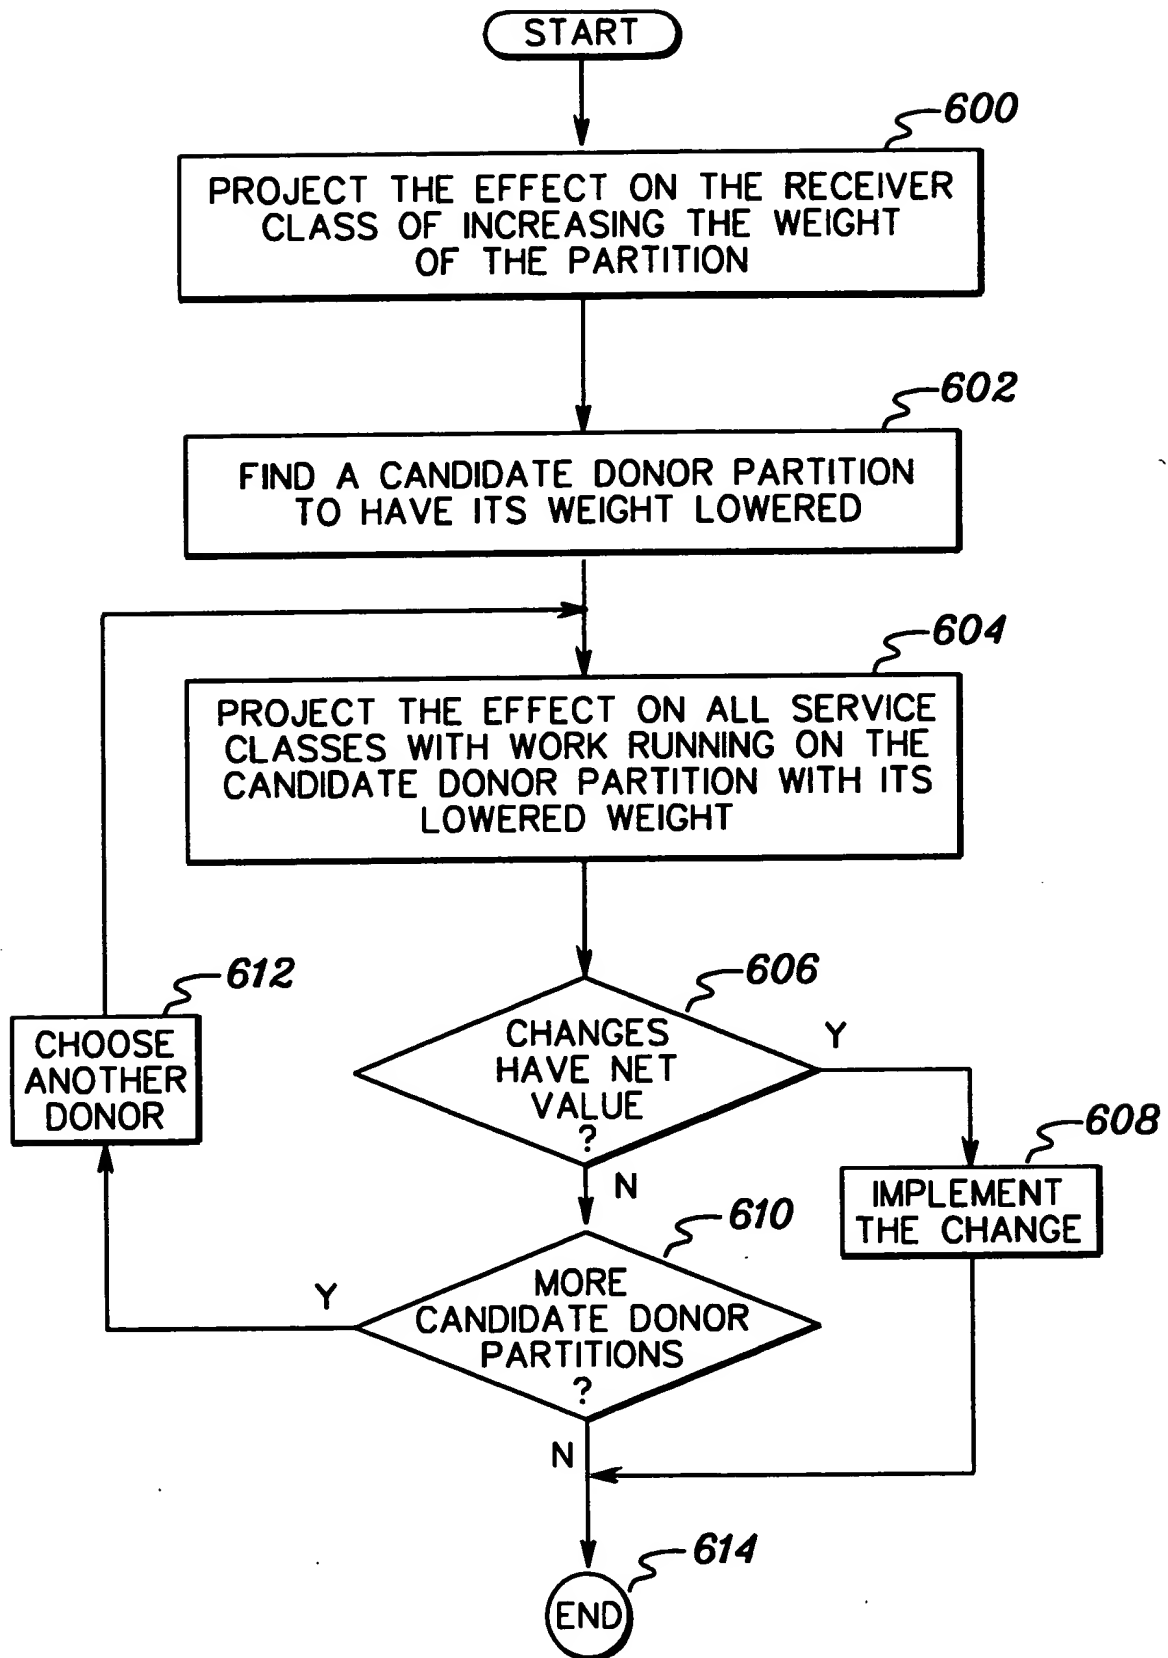 START
600
PROJECT THE EFFECT ON THE RECEIVER
CLASS OF INCREASING THE WEIGHT
OF THE PARTITION
602
FIND A CANDIDATE DONOR PARTITION
TO HAVE ITS WEIGHT LOWERED
604
PROJECT THE EFFECT ON ALL SERVICE
CLASSES WITH WORK RUNNING ON THE
CANDIDATE DONOR PARTITION WITH ITS
LOWERED WEIGHT
606
CHANGES
HAVE NET
VALUE
?
Y
N
608
IMPLEMENT
THE CHANGE
610
MORE
CANDIDATE DONOR
PARTITIONS
?
Y
N
612
CHOOSE
ANOTHER
DONOR
614
END